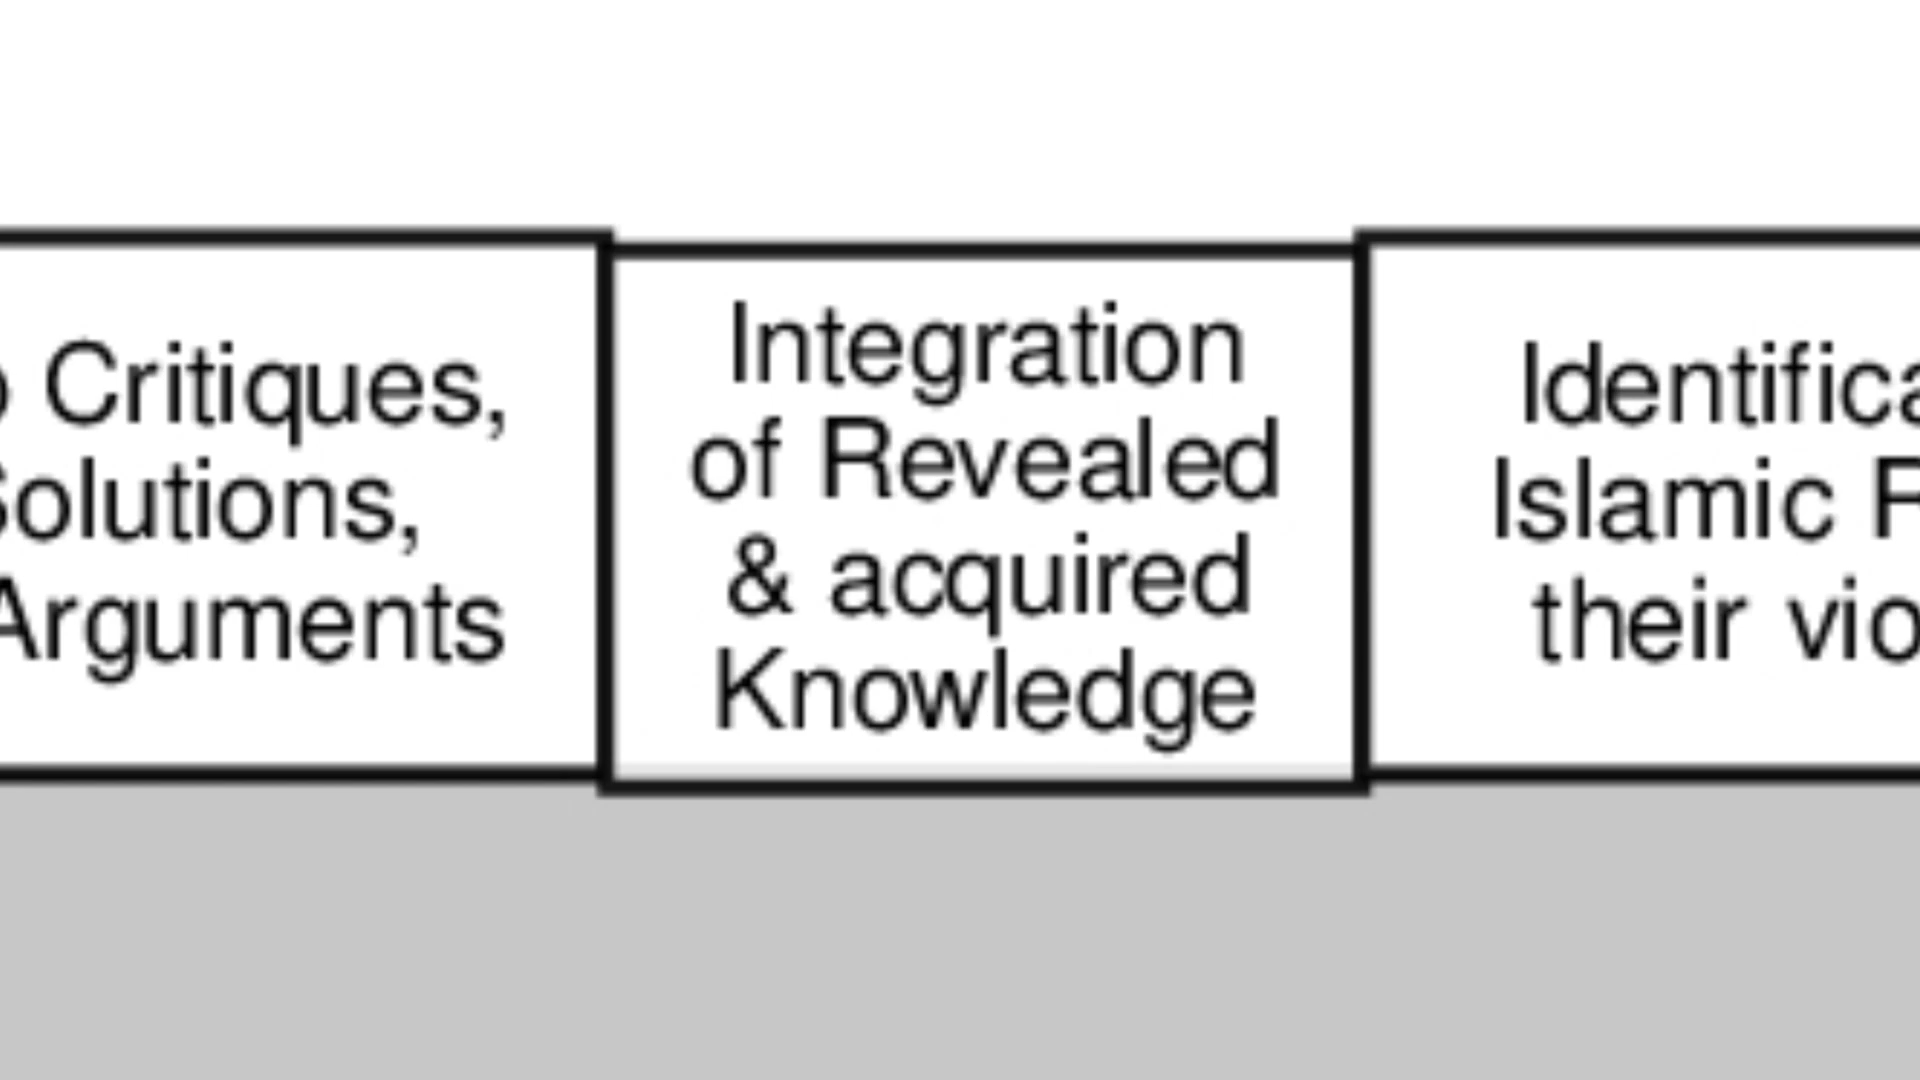 Critiques,
Solutions,
Arguments
Integration
of Revealed
& acquired
Knowledge
Islamic
their